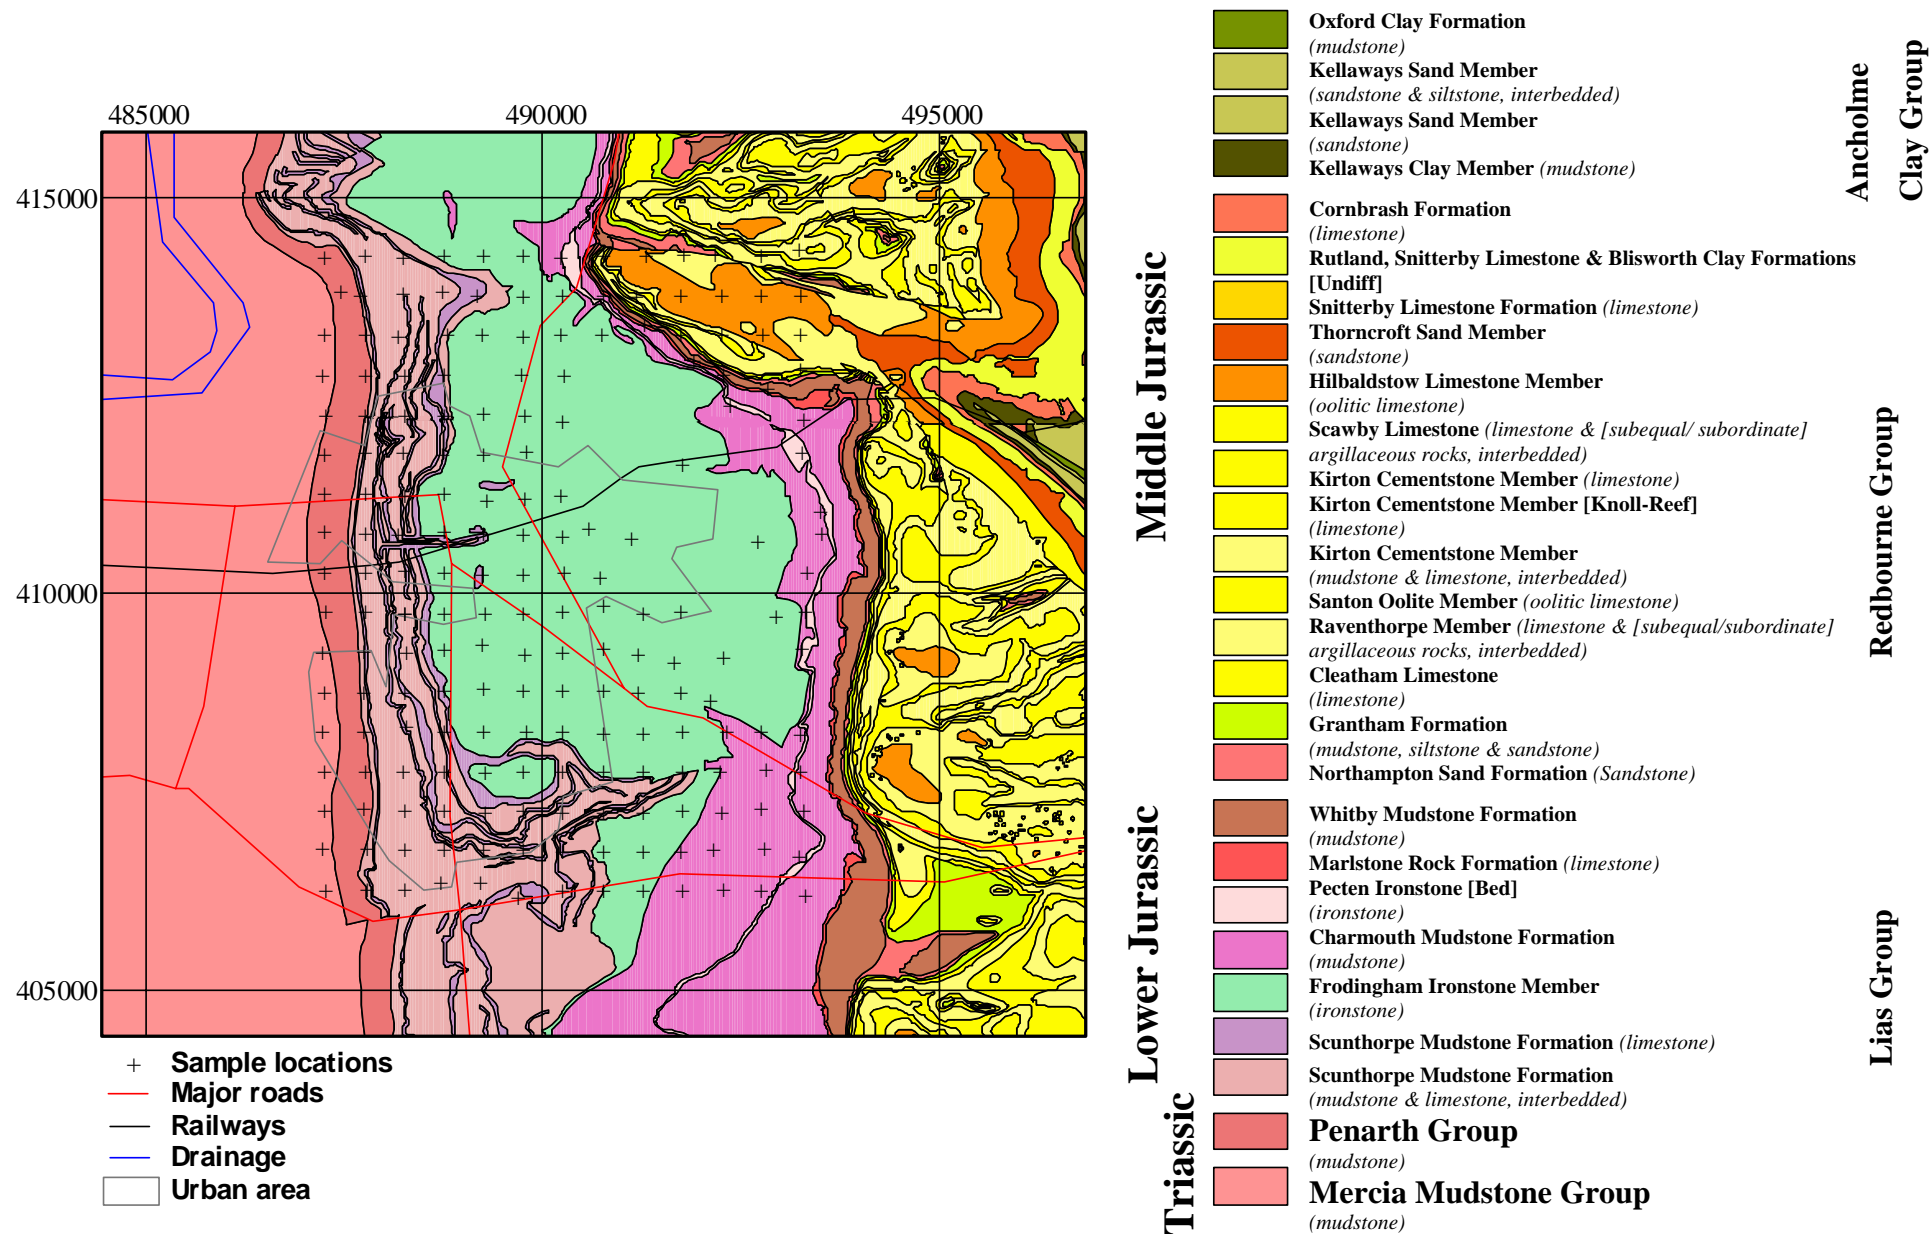 485000
490000
495000
415000
410000
405000
Sample locations
Major roads
Railways
Drainage
Urban area
Oxford Clay Formation
(mudstone)
Kellaways Sand Member
(sandstone & siltstone, interbedded)
Kellaways Sand Member
(sandstone)
Kellaways Clay Member (mudstone)
Cornbrash Formation
(limestone)
Rutland, Snitterby Limestone & Blisworth Clay Formations
[Undiff]
Snitterby Limestone Formation (limestone)
Thorncroft Sand Member
(sandstone)
Hilbaldstow Limestone Member
(oolitic limestone)
Scawby Limestone (limestone & [subequal/ subordinate]
argillaceous rocks, interbedded)
Kirton Cementstone Member (limestone)
Kirton Cementstone Member [Knoll-Reef]
(limestone)
Kirton Cementstone Member
(mudstone & limestone, interbedded)
Santon Oolite Member (oolitic limestone)
Raventhorpe Member (limestone & [subequal/subordinate]
argillaceous rocks, interbedded)
Cleatham Limestone
(limestone)
Grantham Formation
(mudstone, siltstone & sandstone)
Northampton Sand Formation (Sandstone)
Whitby Mudstone Formation
(mudstone)
Marlstone Rock Formation (limestone)
Pecten Ironstone [Bed]
(ironstone)
Charmouth Mudstone Formation
(mudstone)
Frodingham Ironstone Member
(ironstone)
Scunthorpe Mudstone Formation (limestone)
Scunthorpe Mudstone Formation
(mudstone & limestone, interbedded)
Penarth Group
(mudstone)
Mercia Mudstone Group
(mudstone)
Middle Jurassic
Lower Jurassic
Triassic
Ancholme
Clay Group
Redbourne Group
Lias Group